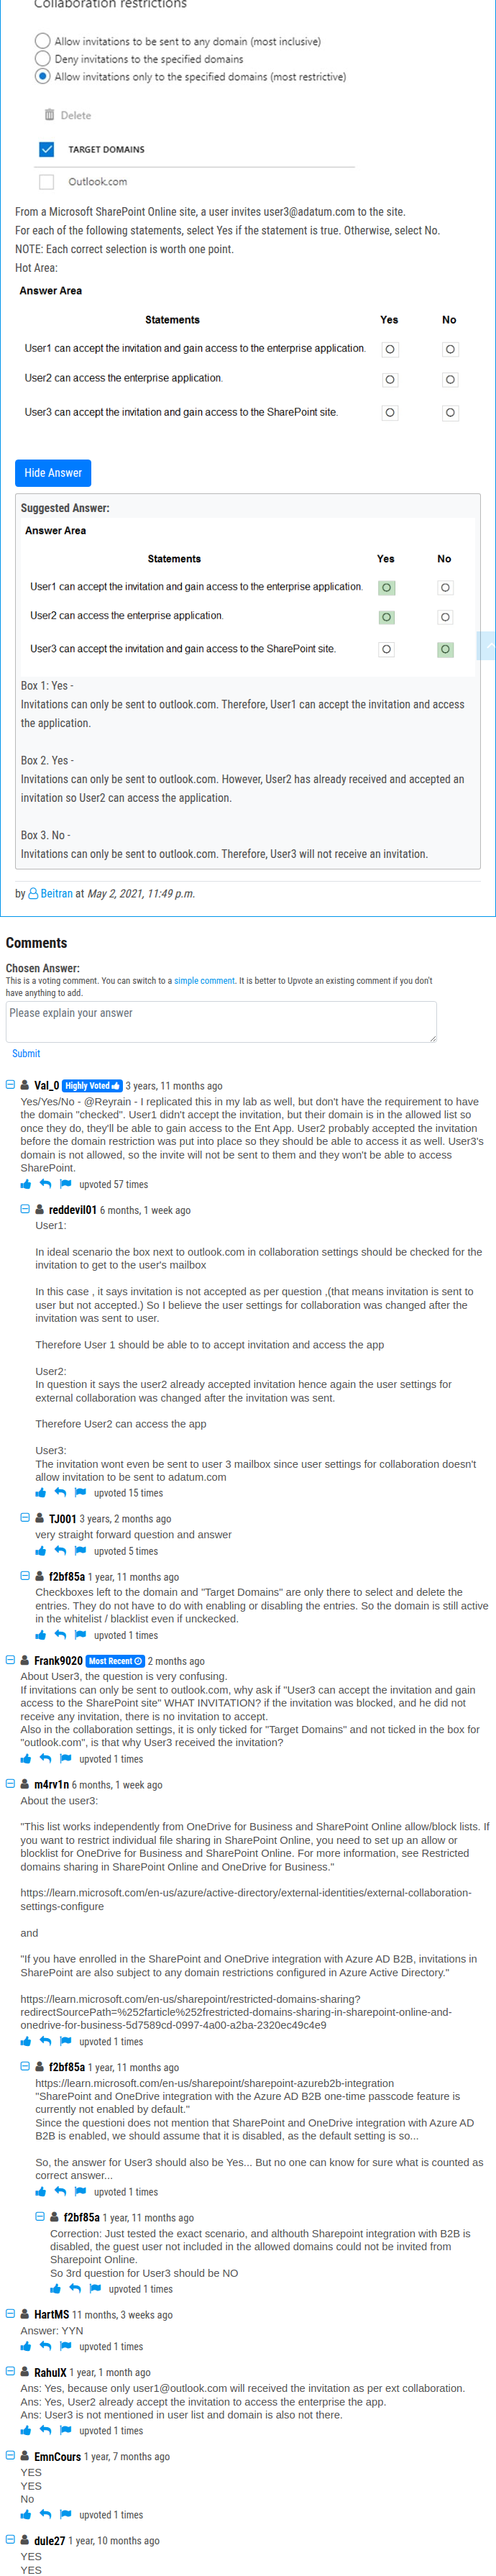 Collaboration restrictions
Allow invitations to be sent to any domain (most inclusive)
Deny invitations to the specified domains
Allow invitations only to the specified domains (most restrictive)
Delete
TARGET DOMAINS
Outlook.com
From a Microsoft SharePoint Online site, a user invites user3@adatum.com to the site.
For each of the following statements, select Yes if the statement is true. Otherwise, select No.
NOTE: Each correct selection is worth one point.
Hot Area:
Answer Area
Statements Yes No
User1 can accept the invitation and gain access to the enterprise application.
User2 can access the enterprise application.
User3 can accept the invitation and gain access to the SharePoint site.
Hide Answer
Suggested Answer:
Answer Area
Statements Yes No
User1 can accept the invitation and gain access to the enterprise application.
User2 can access the enterprise application.
User3 can accept the invitation and gain access to the SharePoint site.
Box 1: Yes -
Invitations can only be sent to outlook.com. Therefore, User1 can accept the invitation and access
the application.
Box 2. Yes -
Invitations can only be sent to outlook.com. However, User2 has already received and accepted an
invitation so User2 can access the application.
Box 3. No -
Invitations can only be sent to outlook.com. Therefore, User3 will not receive an invitation.
by Beitran at May 2, 2021, 11:49 p.m.
Comments
Chosen Answer:
This is a voting comment. You can switch to a simple comment. It is better to Upvote an existing comment if you don't
have anything to add.
Please explain your answer
Submit
Val_0 Highly Voted 3 years, 11 months ago
Yes/Yes/No - @Reyrain - I replicated this in my lab as well, but don't have the requirement to have
the domain "checked". User1 didn't accept the invitation, but their domain is in the allowed list so
once they do, they'll be able to gain access to the Ent App. User2 probably accepted the invitation
before the domain restriction was put into place so they should be able to access it as well. User3's
domain is not allowed, so the invite will not be sent to them and they won't be able to access
SharePoint.
upvoted 57 times
reddevil01 6 months, 1 week ago
User1:
In ideal scenario the box next to outlook.com in collaboration settings should be checked for the
invitation to get to the user's mailbox
In this case , it says invitation is not accepted as per question ,(that means invitation is sent to
user but not accepted.) So I believe the user settings for collaboration was changed after the
invitation was sent to user.
Therefore User 1 should be able to to accept invitation and access the app
User2:
In question it says the user2 already accepted invitation hence again the user settings for
external collaboration was changed after the invitation was sent.
Therefore User2 can access the app
User3:
The invitation wont even be sent to user 3 mailbox since user settings for collaboration doesn't
allow invitation to be sent to adatum.com
upvoted 15 times
TJ001 3 years, 2 months ago
very straight forward question and answer
upvoted 5 times
f2bf85a 1 year, 11 months ago
Checkboxes left to the domain and "Target Domains" are only there to select and delete the
entries. They do not have to do with enabling or disabling the entries. So the domain is still active
in the whitelist / blacklist even if unckecked.
upvoted 1 times
Frank9020 Most Recent 2 months ago
About User3, the question is very confusing.
If invitations can only be sent to outlook.com, why ask if "User3 can accept the invitation and gain
access to the SharePoint site" WHAT INVITATION? if the invitation was blocked, and he did not
receive any invitation, there is no invitation to accept.
Also in the collaboration settings, it is only ticked for "Target Domains" and not ticked in the box for
"outlook.com", is that why User3 received the invitation?
upvoted 1 times
m4rv1n 6 months, 1 week ago
About the user3:
"This list works independently from OneDrive for Business and SharePoint Online allow/block lists. If
you want to restrict individual file sharing in SharePoint Online, you need to set up an allow or
blocklist for OneDrive for Business and SharePoint Online. For more information, see Restricted
domains sharing in SharePoint Online and OneDrive for Business."
https://learn.microsoft.com/en-us/azure/active-directory/external-identities/external-collaboration-
settings-configure
and
"If you have enrolled in the SharePoint and OneDrive integration with Azure AD B2B, invitations in
SharePoint are also subject to any domain restrictions configured in Azure Active Directory."
https://learn.microsoft.com/en-us/sharepoint/restricted-domains-sharing?
redirectSourcePath=%252farticle%252frestricted-domains-sharing-in-sharepoint-online-and-
onedrive-for-business-5d7589cd-0997-4a00-a2ba-2320ec49c4e9
upvoted 1 times
f2bf85a 1 year, 11 months ago
https://learn.microsoft.com/en-us/sharepoint/sharepoint-azureb2b-integration
"SharePoint and OneDrive integration with the Azure AD B2B one-time passcode feature is
currently not enabled by default."
Since the questioni does not mention that SharePoint and OneDrive integration with Azure AD
B2B is enabled, we should assume that it is disabled, as the default setting is so...
So, the answer for User3 should also be Yes... But no one can know for sure what is counted as
correct answer...
upvoted 1 times
f2bf85a 1 year, 11 months ago
Correction: Just tested the exact scenario, and althouth Sharepoint integration with B2B is
disabled, the guest user not included in the allowed domains could not be invited from
Sharepoint Online.
So 3rd question for User3 should be NO
upvoted 1 times
HartMS 11 months, 3 weeks ago
Answer: YYN
upvoted 1 times
RahulX 1 year, 1 month ago
Ans: Yes, because only user1@outlook.com will received the invitation as per ext collaboration.
Ans: Yes, User2 already accept the invitation to access the enterprise the app.
Ans: User3 is not mentioned in user list and domain is also not there.
upvoted 1 times
EmnCours 1 year, 7 months ago
YES
YES
No
upvoted 1 times
dule27 1 year, 10 months ago
YES
YES